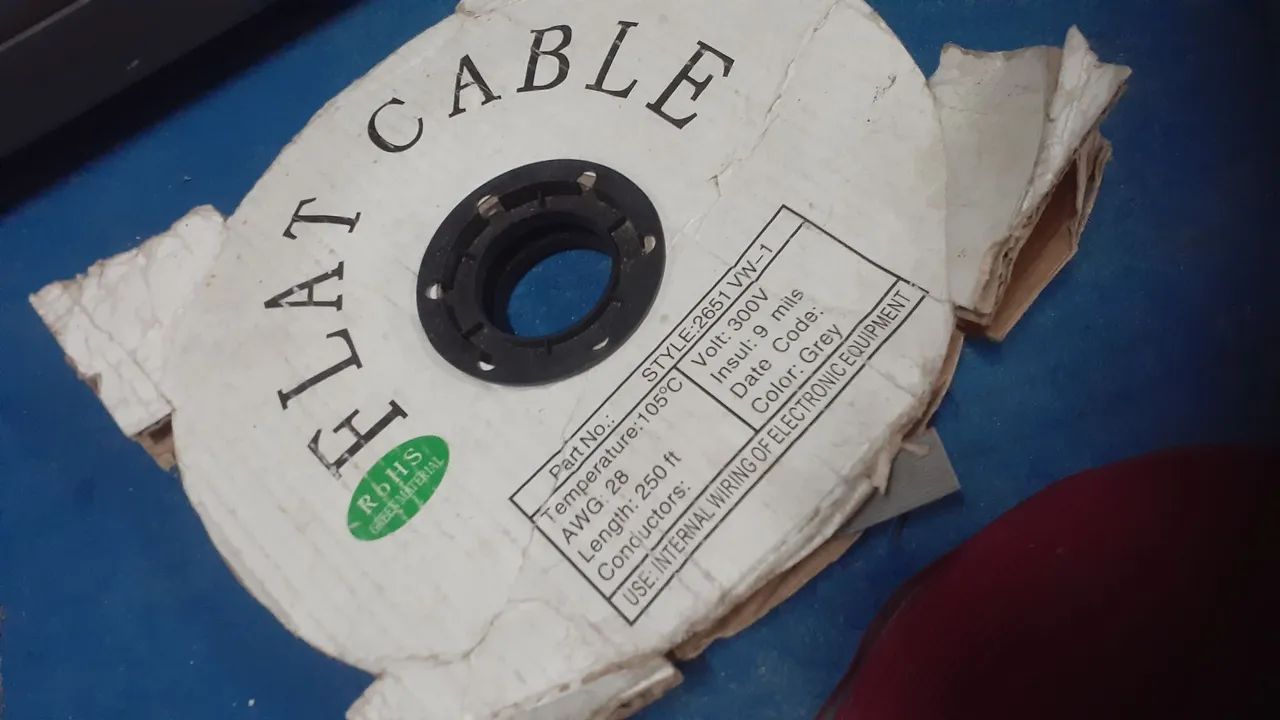 FLAT CABLE
RoHS
GREEN MATERIAL
Part No.: STYLE:2651 VW-1
Temperature:105°C Volt: 300V
AWG: 28 Insul: 9 mils
Length: 250 ft Date Code:
Conductors: Color: Grey
USE: INTERNAL WIRING OF ELECTRONIC EQUIPMENT